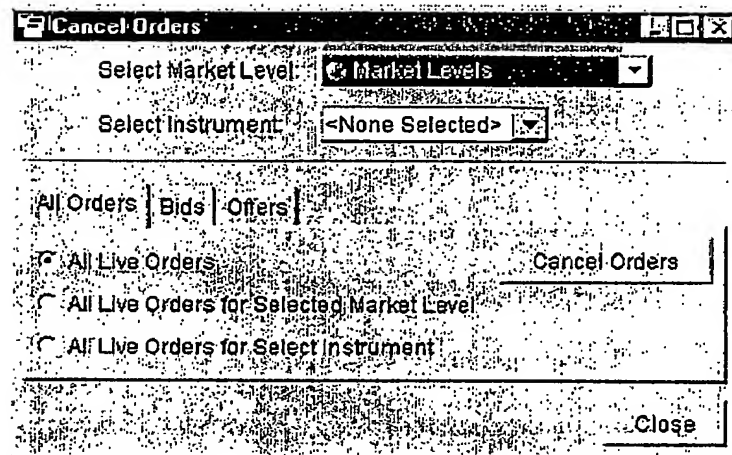 Cancel Orders
Select Market Level: Market Levels
Select Instrument: <None Selected>
All Orders Bids Offers
All Live Orders
Cancel Orders
All Live Orders for Selected Market Level
All Live Orders for Select Instrument
Close